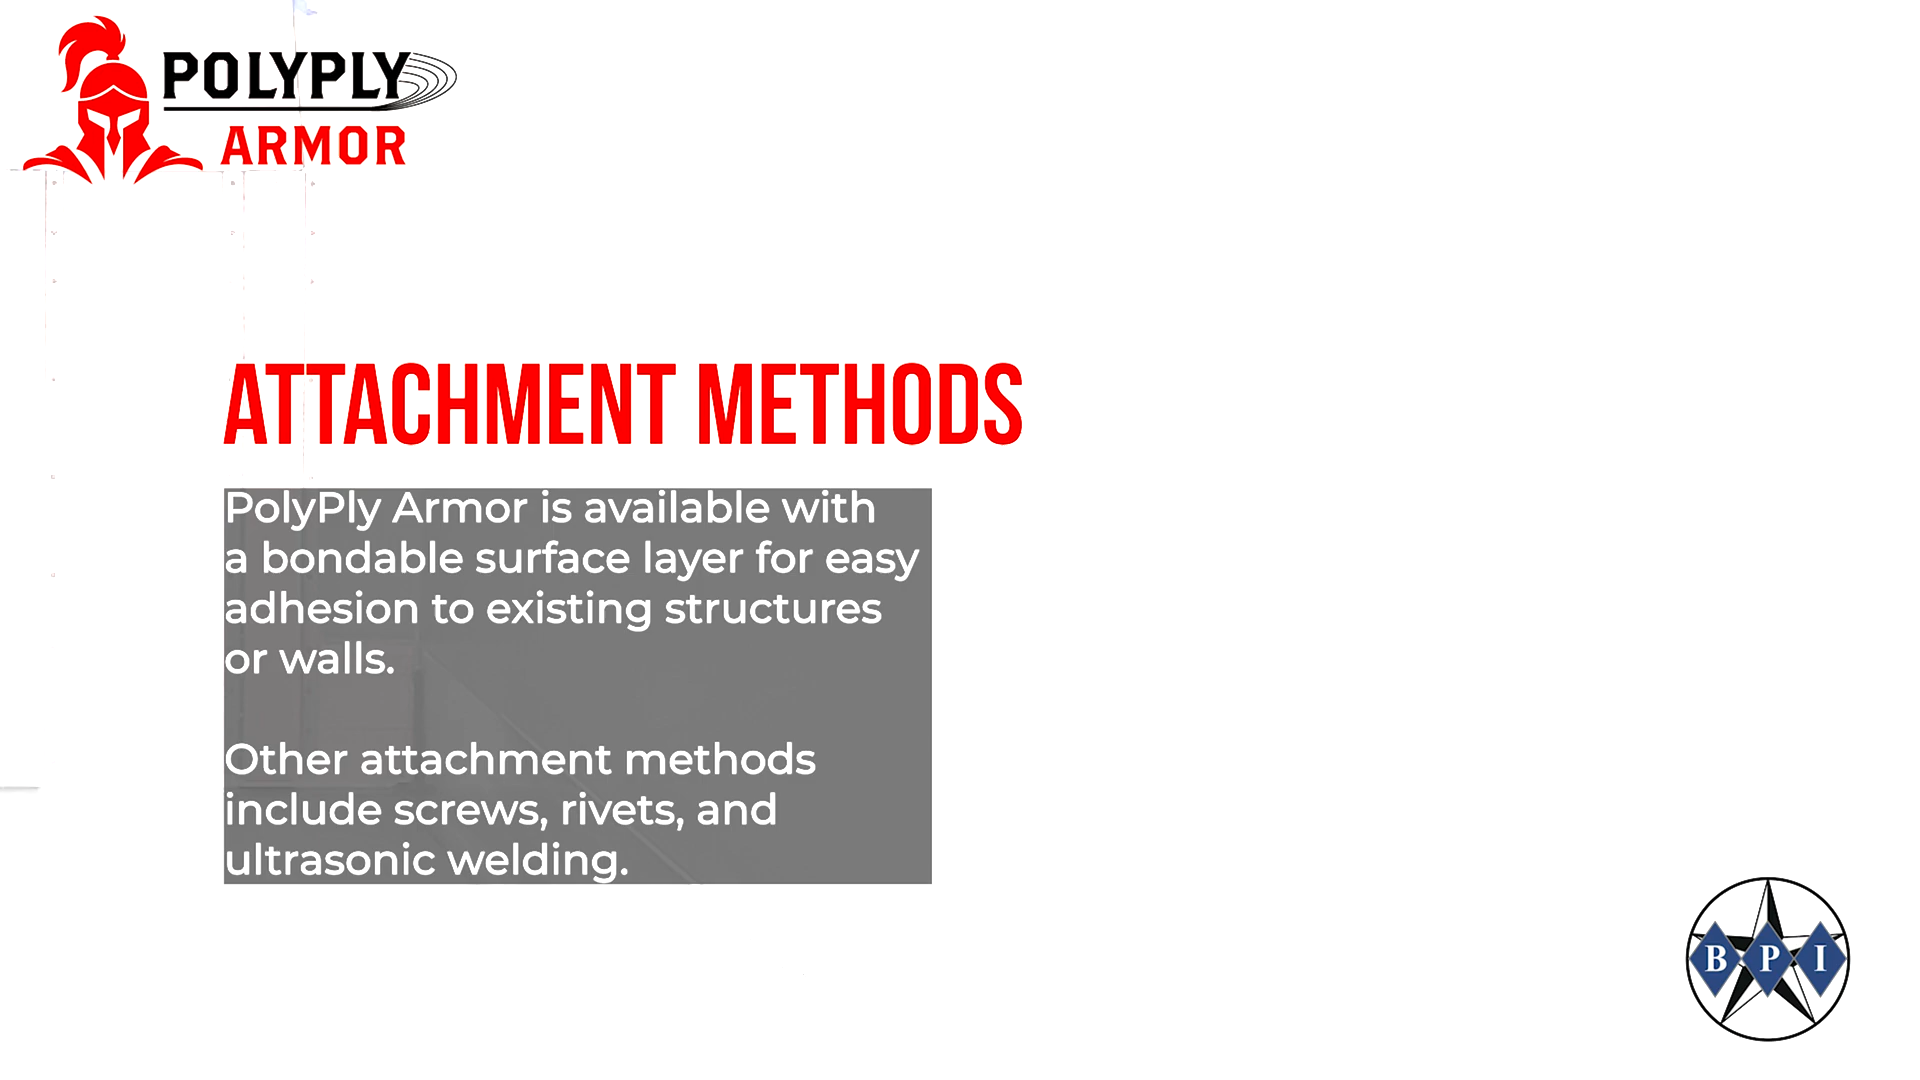 POLYPLY
ARMOR
ATTACHMENT METHODS
PolyPly Armor is available with
a bondable surface layer for easy
adhesion to existing structures
or walls.
Other attachment methods
include screws, rivets, and
ultrasonic welding.
B P I